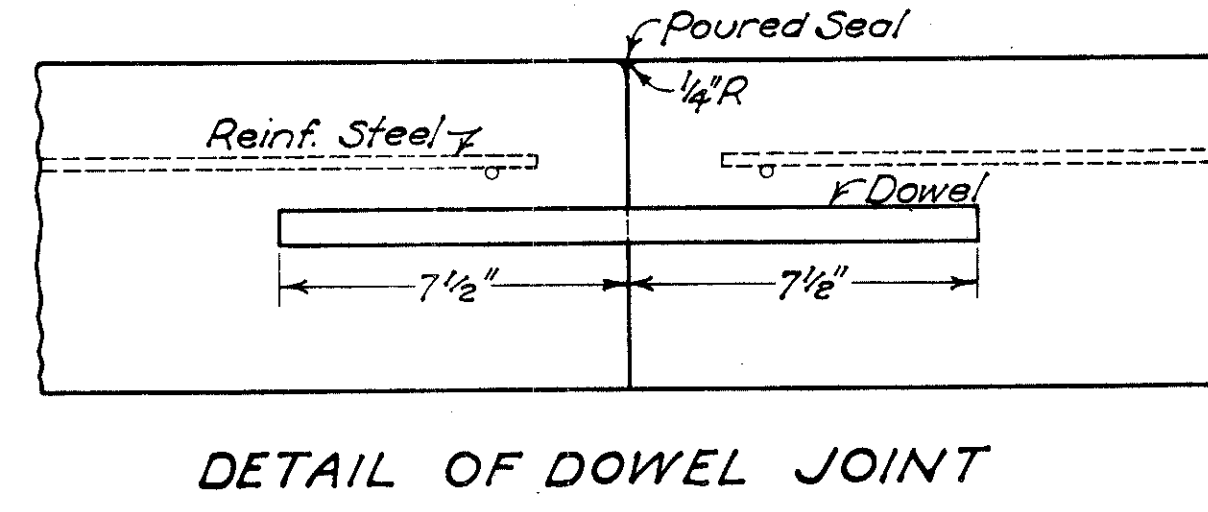 Poured Seal
1/4"R
Reinf. Steel
Dowel
7 1/2" 7 1/2"
DETAIL OF DOWEL JOINT